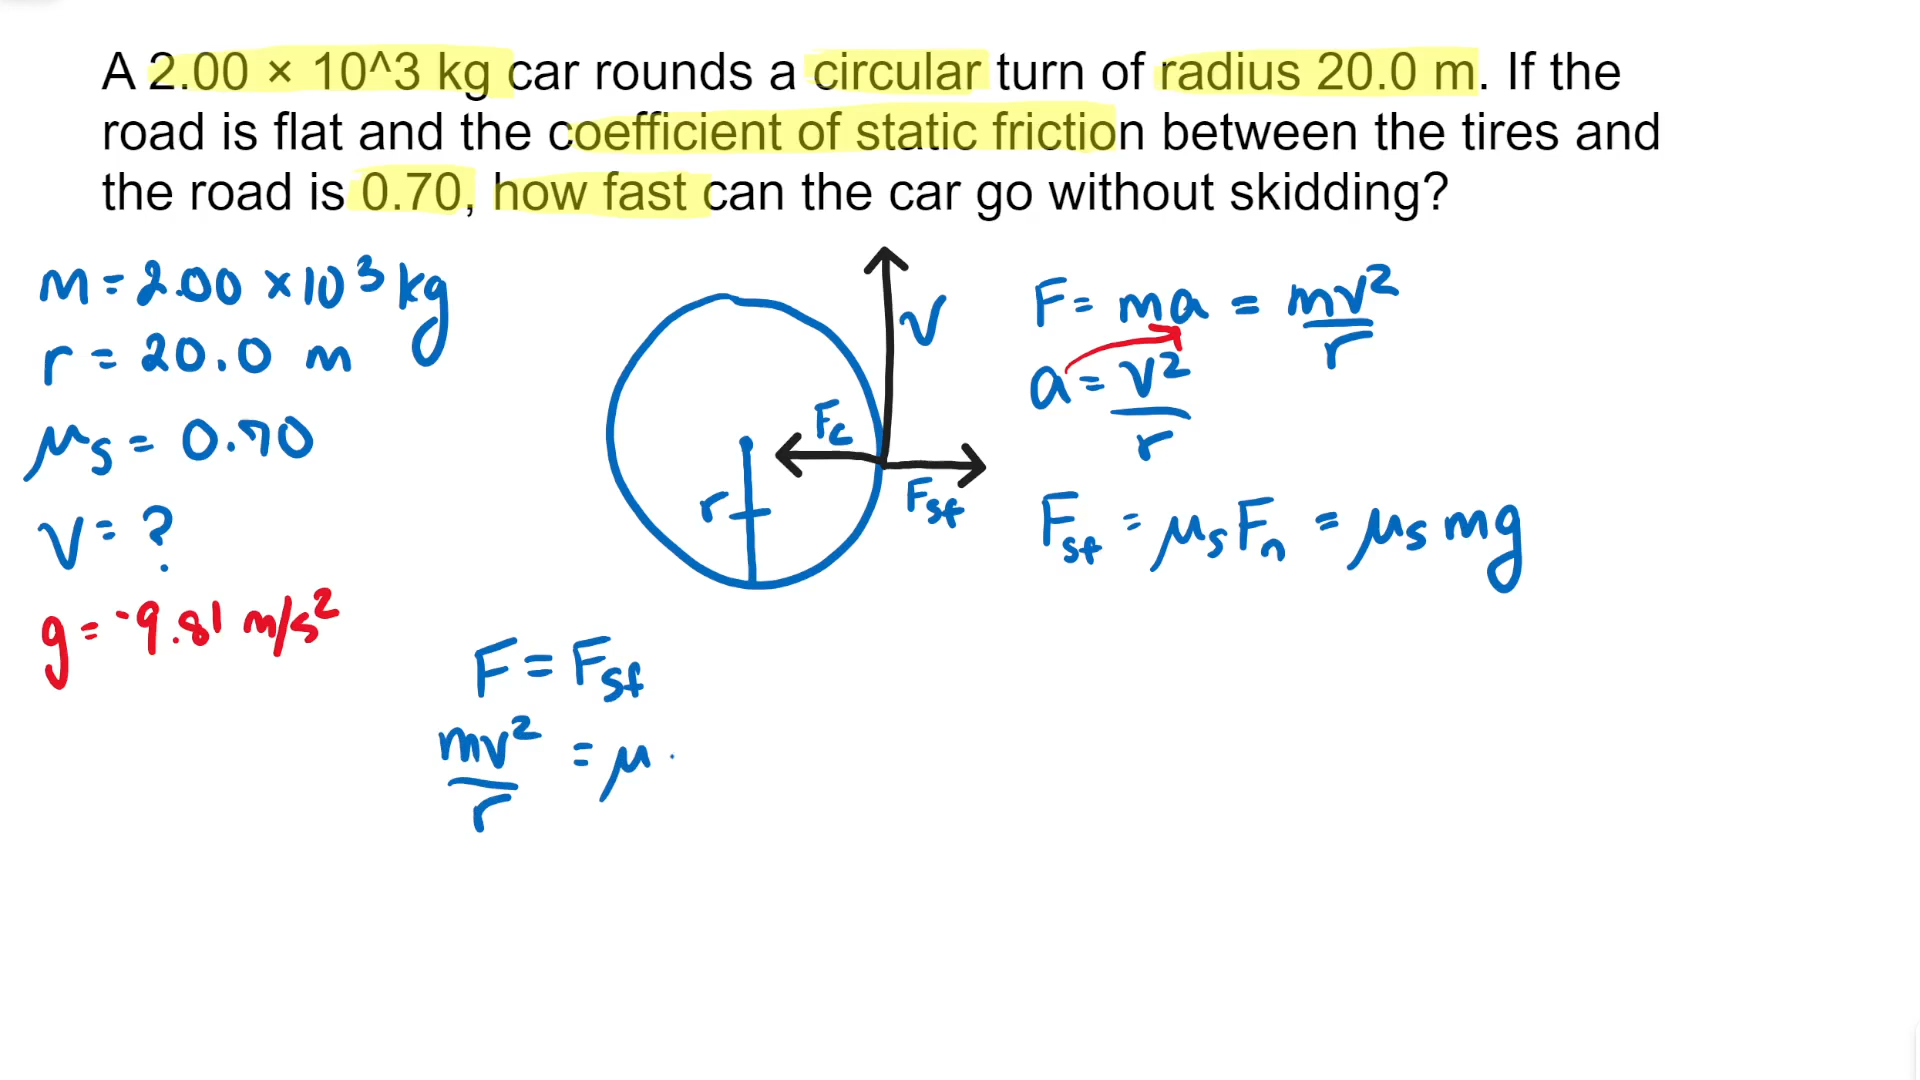 A 2.00 × 10^3 kg car rounds a circular turn of radius 20.0 m. If the
road is flat and the coefficient of static friction between the tires and
the road is 0.70, how fast can the car go without skidding?
m = 2.00 × 10³ kg
r = 20.0 m
μs = 0.70
v = ?
g = -9.81 m/s²
v
Fc
r
Fsf
F = ma = mv²/r
a = v²/r
Fsf = μsFn = μsmg
F = Fsf
mv²/r = μ